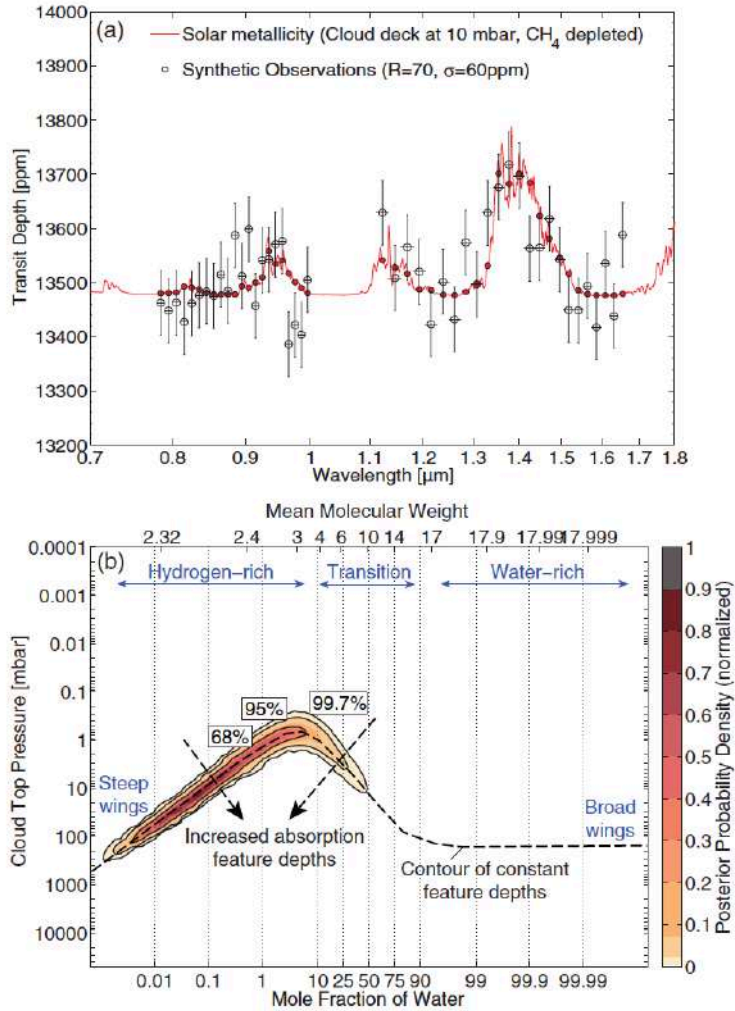 (a)
Solar metallicity (Cloud deck at 10 mbar, CH4 depleted)
Synthetic Observations (R=70, σ=60ppm)
14000
13900
13800
13700
13600
13500
13400
13300
13200
Transit Depth [ppm]
0.7 0.8 0.9 1 1.1 1.2 1.3 1.4 1.5 1.6 1.7 1.8
Wavelength [μm]
Mean Molecular Weight
2.32 2.4 3 4 6 10 14 17 17.9 17.99 17.999
(b)
Hydrogen-rich Transition Water-rich
0.0001
0.001
0.01
0.1
1
10
100
1000
10000
Cloud Top Pressure [mbar]
95% 99.7%
68%
Steep
wings
Increased absorption
feature depths
Broad
wings
Contour of constant
feature depths
0.01 0.1 1 10 25 50 75 90 99 99.9 99.99
Mole Fraction of Water
1
0.9
0.8
0.7
0.6
0.5
0.4
0.3
0.2
0.1
0
Posterior Probability Density (normalized)